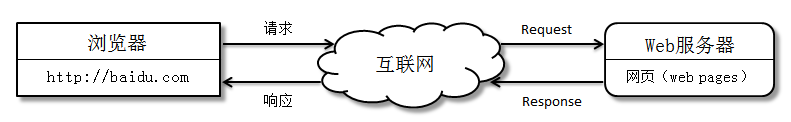 浏览器
http://baidu.com
请求
响应
互联网
Request
Response
Web服务器
网页（web pages）